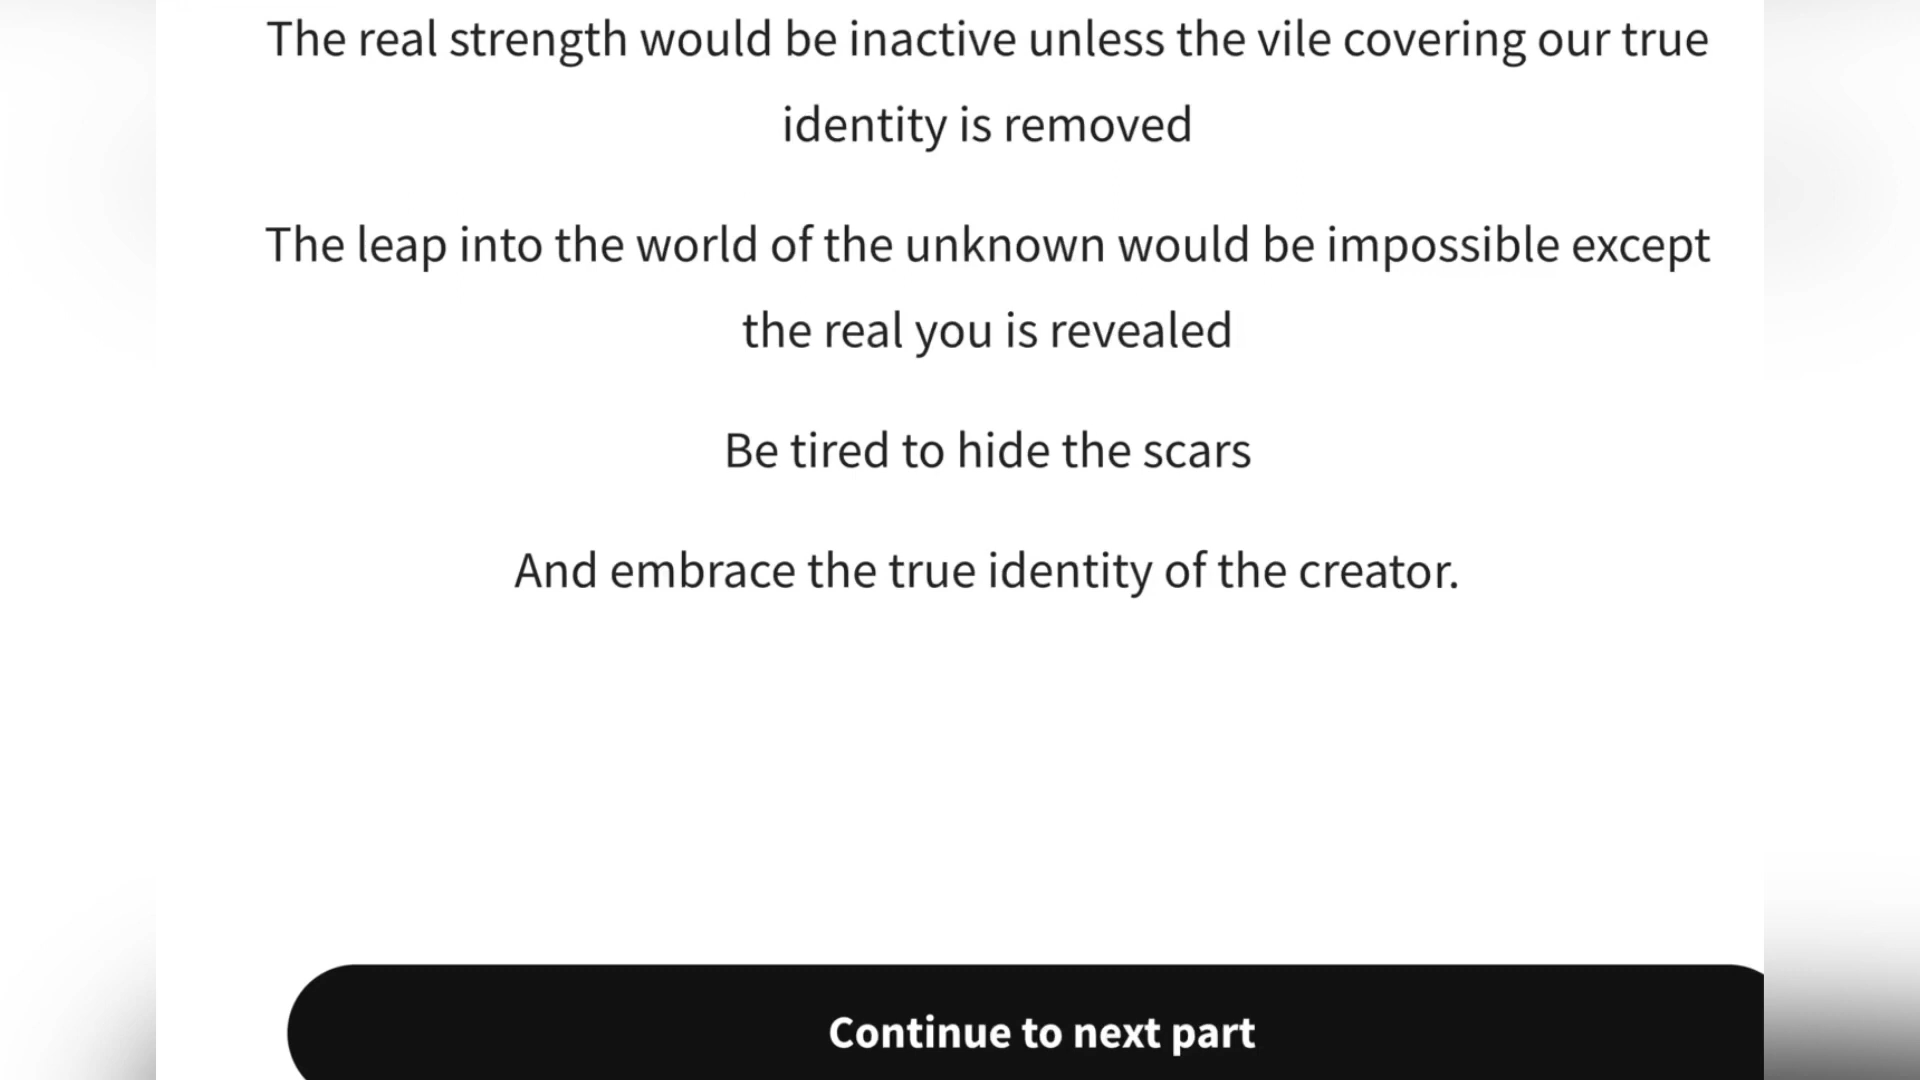 The real strength would be inactive unless the vile covering our true
identity is removed
The leap into the world of the unknown would be impossible except
the real you is revealed
Be tired to hide the scars
And embrace the true identity of the creator.
Continue to next part